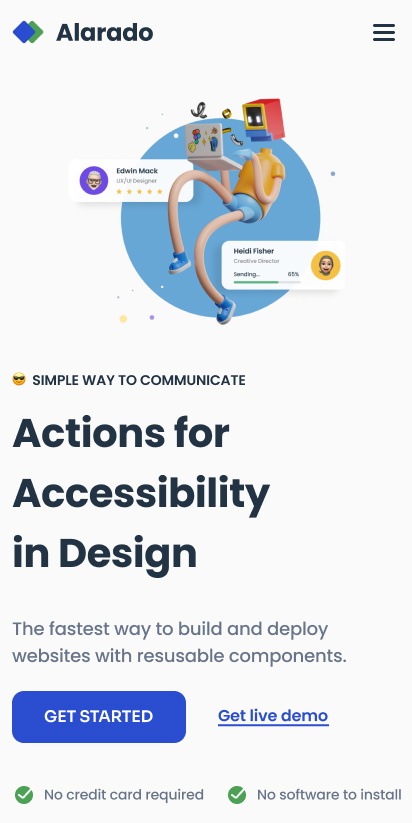 Alarado
Edwin Mack
UX/UI Designer
Heidi Fisher
Creative Director
Sending...
65%
SIMPLE WAY TO COMMUNICATE
Actions for
Accessibility
in Design
The fastest way to build and deploy
websites with resusable components.
GET STARTED
Get live demo
No credit card required
No software to install